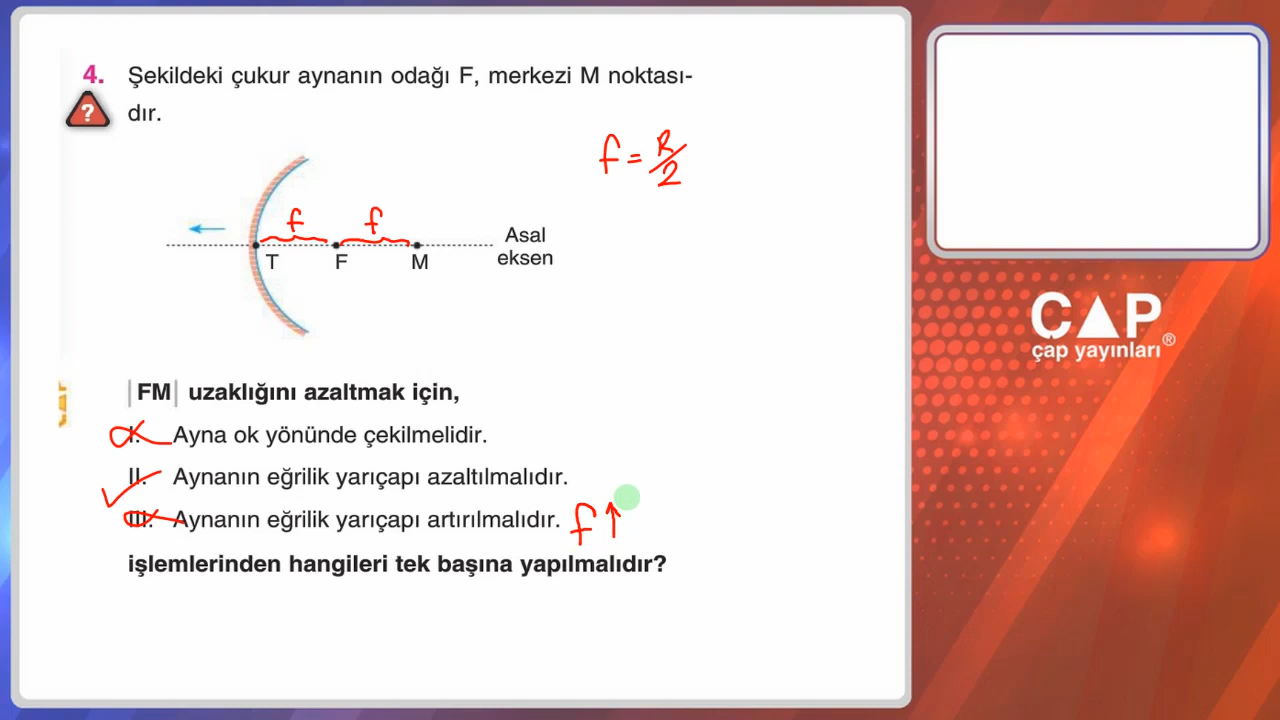 4. Şekildeki çukur aynanın odağı F, merkezi M noktası-
?
dır.
f = R/2
f f
Asal
eksen
T F M
|FM| uzaklığını azaltmak için,
I. Ayna ok yönünde çekilmelidir.
II. Aynanın eğrilik yarıçapı azaltılmalıdır.
III. Aynanın eğrilik yarıçapı artırılmalıdır. f↑
işlemlerinden hangileri tek başına yapılmalıdır?
ÇAP
çap yayınları®